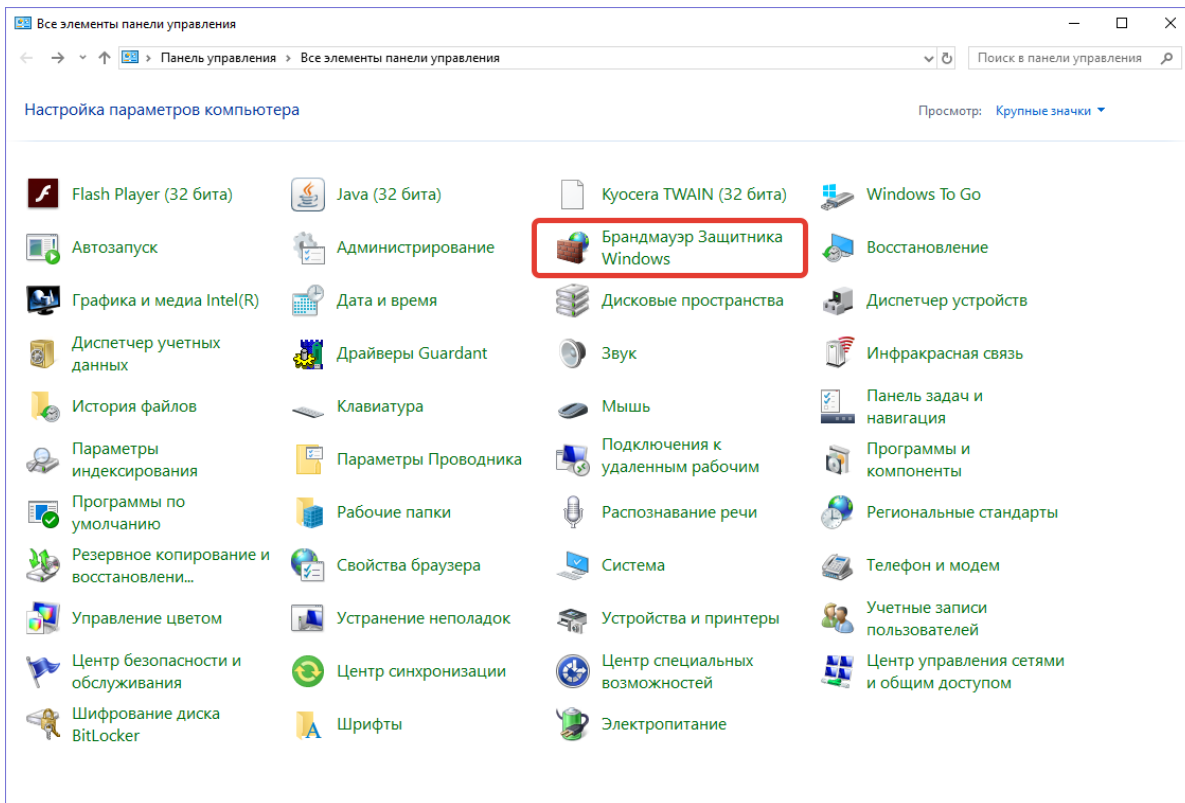 Все элементы панели управления
Панель управления > Все элементы панели управления
Поиск в панели управления
Настройка параметров компьютера
Просмотр: Крупные значки
Flash Player (32 бита)
Java (32 бита)
Kyocera TWAIN (32 бита)
Windows To Go
Автозапуск
Администрирование
Брандмауэр Защитника
Windows
Восстановление
Графика и медиа Intel(R)
Дата и время
Дисковые пространства
Диспетчер устройств
Диспетчер учетных
данных
Драйверы Guardant
Звук
Инфракрасная связь
История файлов
Клавиатура
Мышь
Панель задач и
навигация
Параметры
индексирования
Параметры Проводника
Подключения к
удаленным рабочим
Программы и
компоненты
Программы по
умолчанию
Рабочие папки
Распознавание речи
Региональные стандарты
Резервное копирование и
восстановлени...
Свойства браузера
Система
Телефон и модем
Управление цветом
Устранение неполадок
Устройства и принтеры
Учетные записи
пользователей
Центр безопасности и
обслуживания
Центр синхронизации
Центр специальных
возможностей
Центр управления сетями
и общим доступом
Шифрование диска
BitLocker
Шрифты
Электропитание